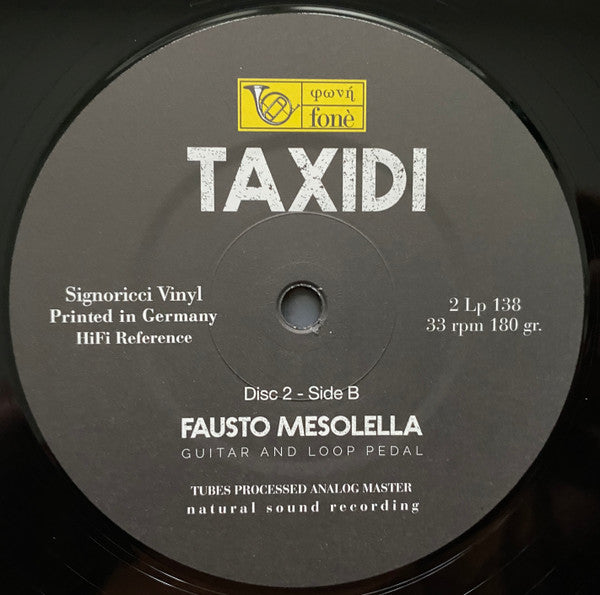 φωνή
fonè
TAXIDI
Signoricci Vinyl
Printed in Germany
HiFi Reference
2 Lp 138
33 rpm 180 gr.
Disc 2 - Side B
FAUSTO MESOLELLA
GUITAR AND LOOP PEDAL
TUBES PROCESSED ANALOG MASTER
natural sound recording